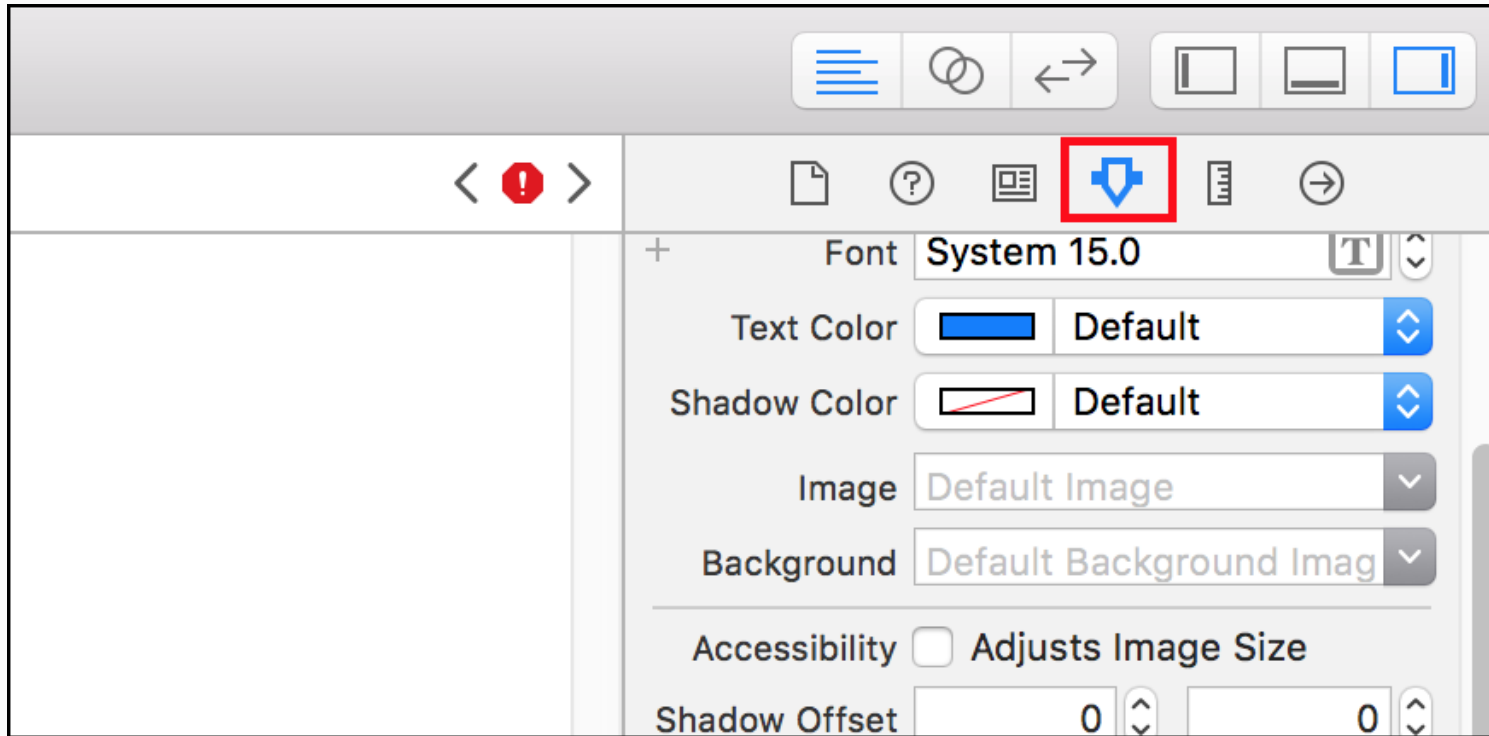 Font System 15.0 T
Text Color Default
Shadow Color Default
Image Default Image
Background Default Background Imag
Accessibility Adjusts Image Size
Shadow Offset 0 0